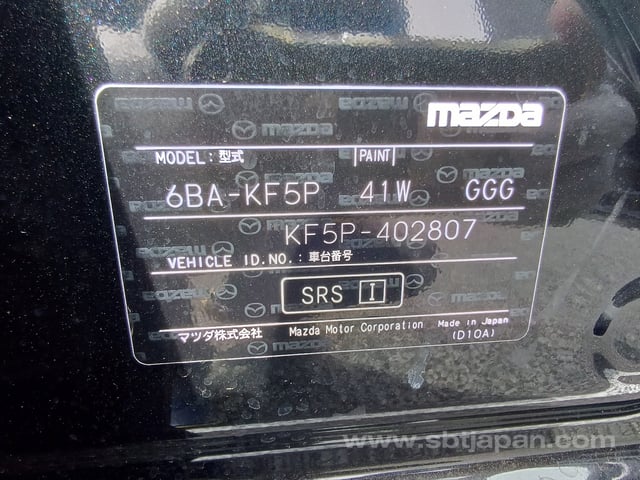 mazda
MODEL: 型式 PAINT
6BA-KF5P 41W GGG
KF5P-402807
VEHICLE ID.NO.: 車台番号
SRS I
マツダ株式会社 Mazda Motor Corporation Made in Japan
(D10A)
www.sbtjapan.com